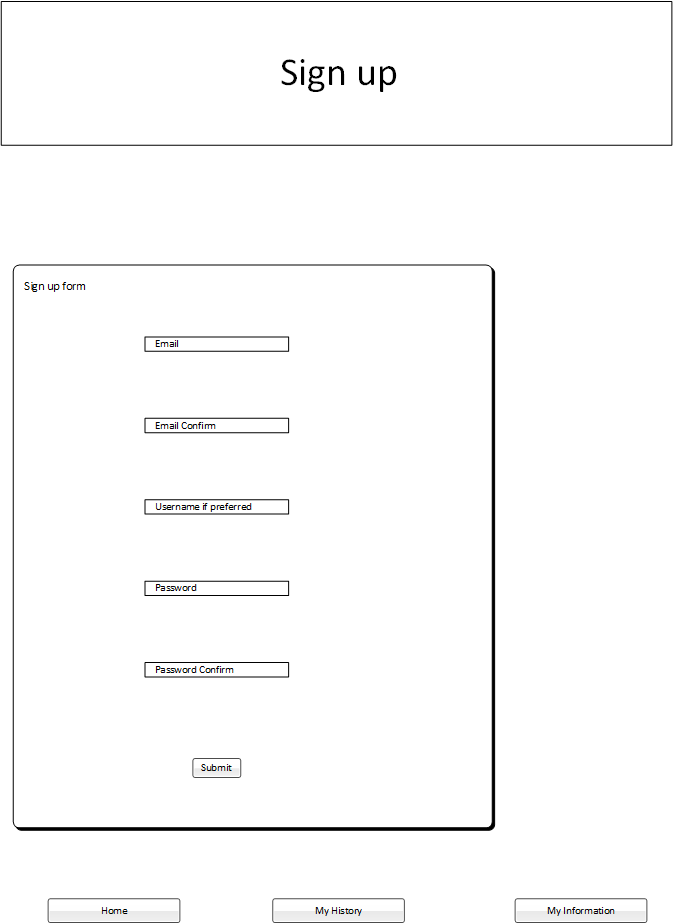 Sign up
Sign up form
Email
Email Confirm
Username if preferred
Password
Password Confirm
Submit
Home
My History
My Information